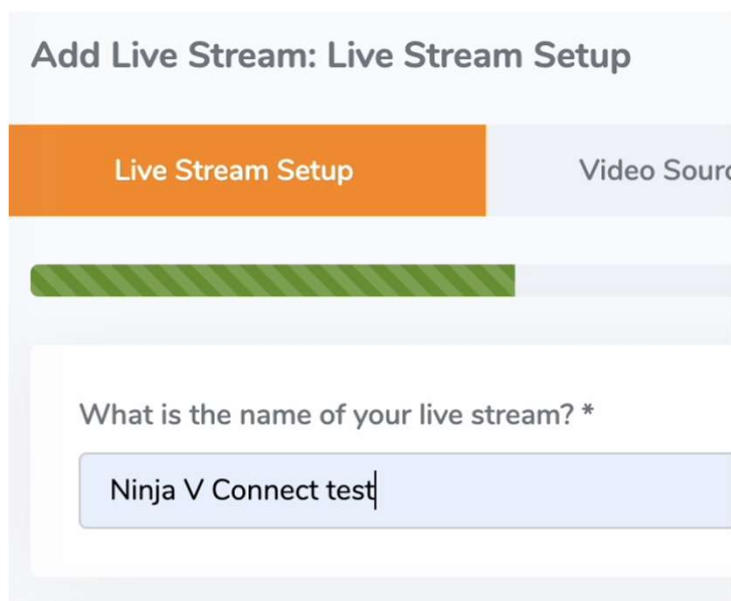 Add Live Stream: Live Stream Setup
Live Stream Setup
Video
What is the name of your live stream? *
Ninja V Connect test